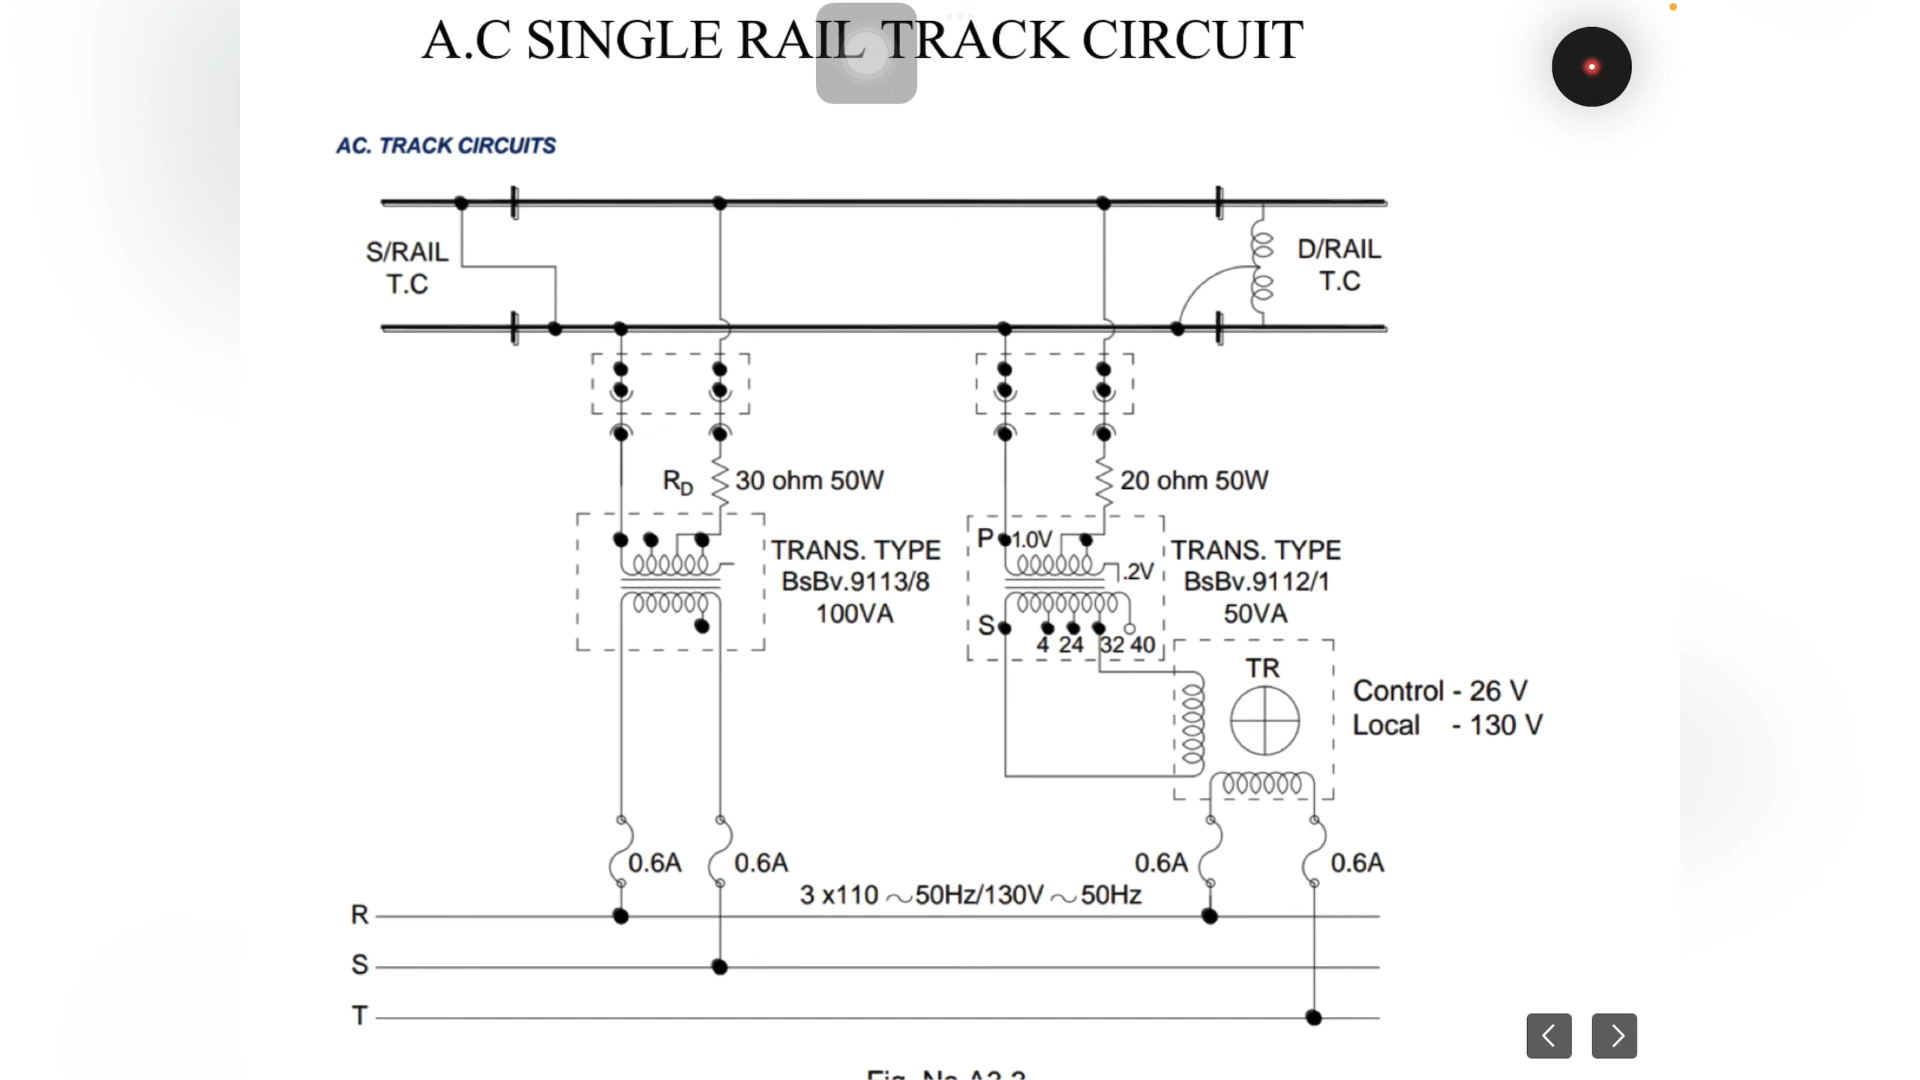 A.C SINGLE RAIL TRACK CIRCUIT
AC. TRACK CIRCUITS
S/RAIL
T.C
D/RAIL
T.C
RD
30 ohm 50W
20 ohm 50W
TRANS. TYPE
BsBv.9113/8
100VA
P
1.0V
.2V
S
4 24 32 40
TRANS. TYPE
BsBv.9112/1
50VA
TR
Control - 26 V
Local - 130 V
0.6A
0.6A
0.6A
0.6A
3 x110 ~50Hz/130V ~ 50Hz
R
S
T